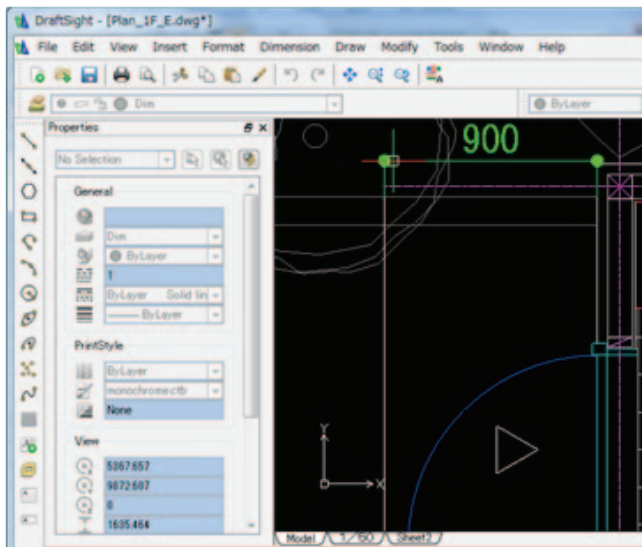 DraftSight - [Plan_1F_E.dwg*]
File Edit View Insert Format Dimension Draw Modify Tools Window Help
Dim
ByLayer
Properties
No Selection
General
Dim
ByLayer
1
ByLayer Solid lin
ByLayer
PrintStyle
ByLayer
monochrome.ctb
None
View
5367.657
9872.607
0
1635.464
900
Y
X
Model 1/50 Sheet2